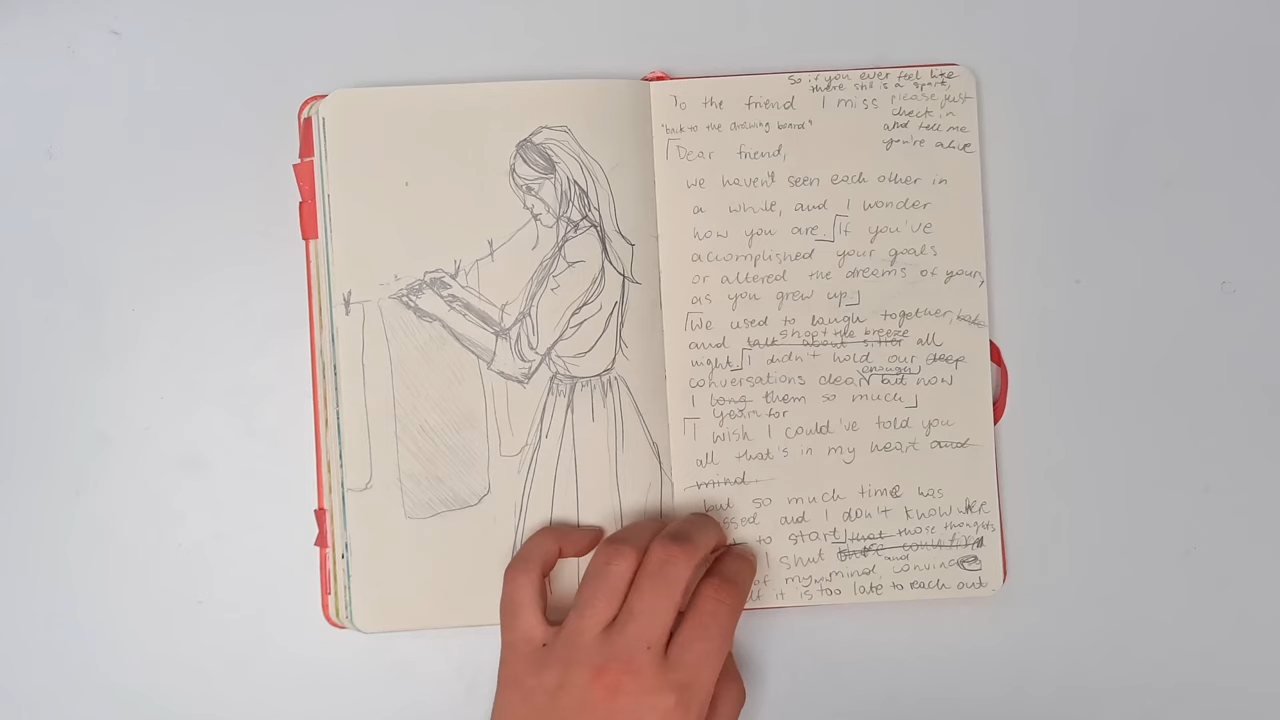 So if you ever feel like
there still is a spark,
To the friend I miss please just
check in
"back to the drawing board" and tell me
you're alive
Dear friend,
we haven't seen each other in
a while, and I wonder
how you are. If you've
accomplished your goals
or altered the dreams of yours,
as you grew up.
We used to laugh together,
shoot the breeze
and talk about all
night. I didn't hold our deep
enough
conversations clear but now
I long them so much
Yearn for
I wish I could've told you
all that's in my heart and
mind
but so much time was
and I don't know
to start that those thoughts
I shut
and
of my mind,
it is too late to reach out